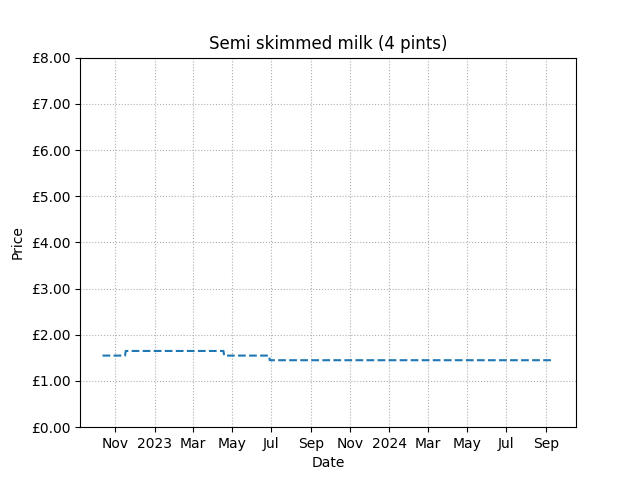 Semi skimmed milk (4 pints)
£8.00
£7.00
£6.00
£5.00
£4.00
£3.00
£2.00
£1.00
£0.00
Price
Nov 2023 Mar May Jul Sep Nov 2024 Mar May Jul Sep
Date